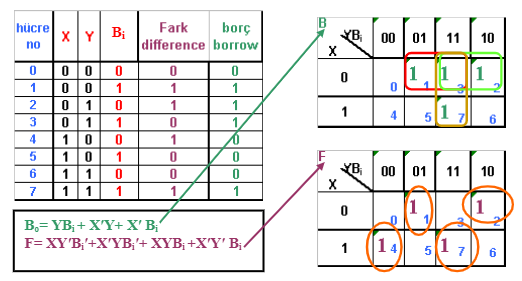 hücre no X Y Bi Fark difference borç borrow
0 0 0 0 0 0
1 0 0 1 1 1
2 0 1 0 1 1
3 0 1 1 0 1
4 1 0 0 1 0
5 1 0 1 0 0
6 1 1 0 0 0
7 1 1 1 1 1
Bo= YBi + X'Y+ X' Bi
F= XY'Bi'+X'YBi'+ XYBi +X'Y' Bi
B
YBi 00 01 11 10
X
0 0 1 1 1 3 1 2
1 4 5 1 7 6
F
YBi 00 01 11 10
X
0 0 1 1 3 1 2
1 1 4 5 1 7 6